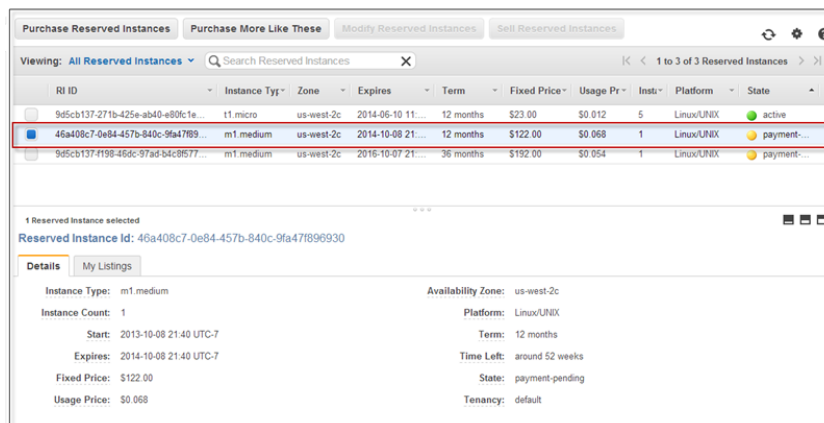 Purchase Reserved Instances Purchase More Like These Modify Reserved Instances Sell Reserved Instances
Viewing: All Reserved Instances Search Reserved Instances 1 to 3 of 3 Reserved Instances
RI ID Instance Typ Zone Expires Term Fixed Price Usage Pr Insta Platform State
9d5cb137-271b-425e-ab40-e80fc1e... t1.micro us-west-2c 2014-06-10 11:... 12 months $23.00 $0.012 5 Linux/UNIX active
46a408c7-0e84-457b-840c-9fa47f89... m1.medium us-west-2c 2014-10-08 21:... 12 months $122.00 $0.068 1 Linux/UNIX payment-...
9d5cb137-f198-46dc-97ad-b4c8f577... m1.medium us-west-2c 2016-10-07 21:... 36 months $192.00 $0.054 1 Linux/UNIX payment-...
1 Reserved Instance selected
Reserved Instance Id: 46a408c7-0e84-457b-840c-9fa47f896930
Details My Listings
Instance Type: m1.medium Availability Zone: us-west-2c
Instance Count: 1 Platform: Linux/UNIX
Start: 2013-10-08 21:40 UTC-7 Term: 12 months
Expires: 2014-10-08 21:40 UTC-7 Time Left: around 52 weeks
Fixed Price: $122.00 State: payment-pending
Usage Price: $0.068 Tenancy: default